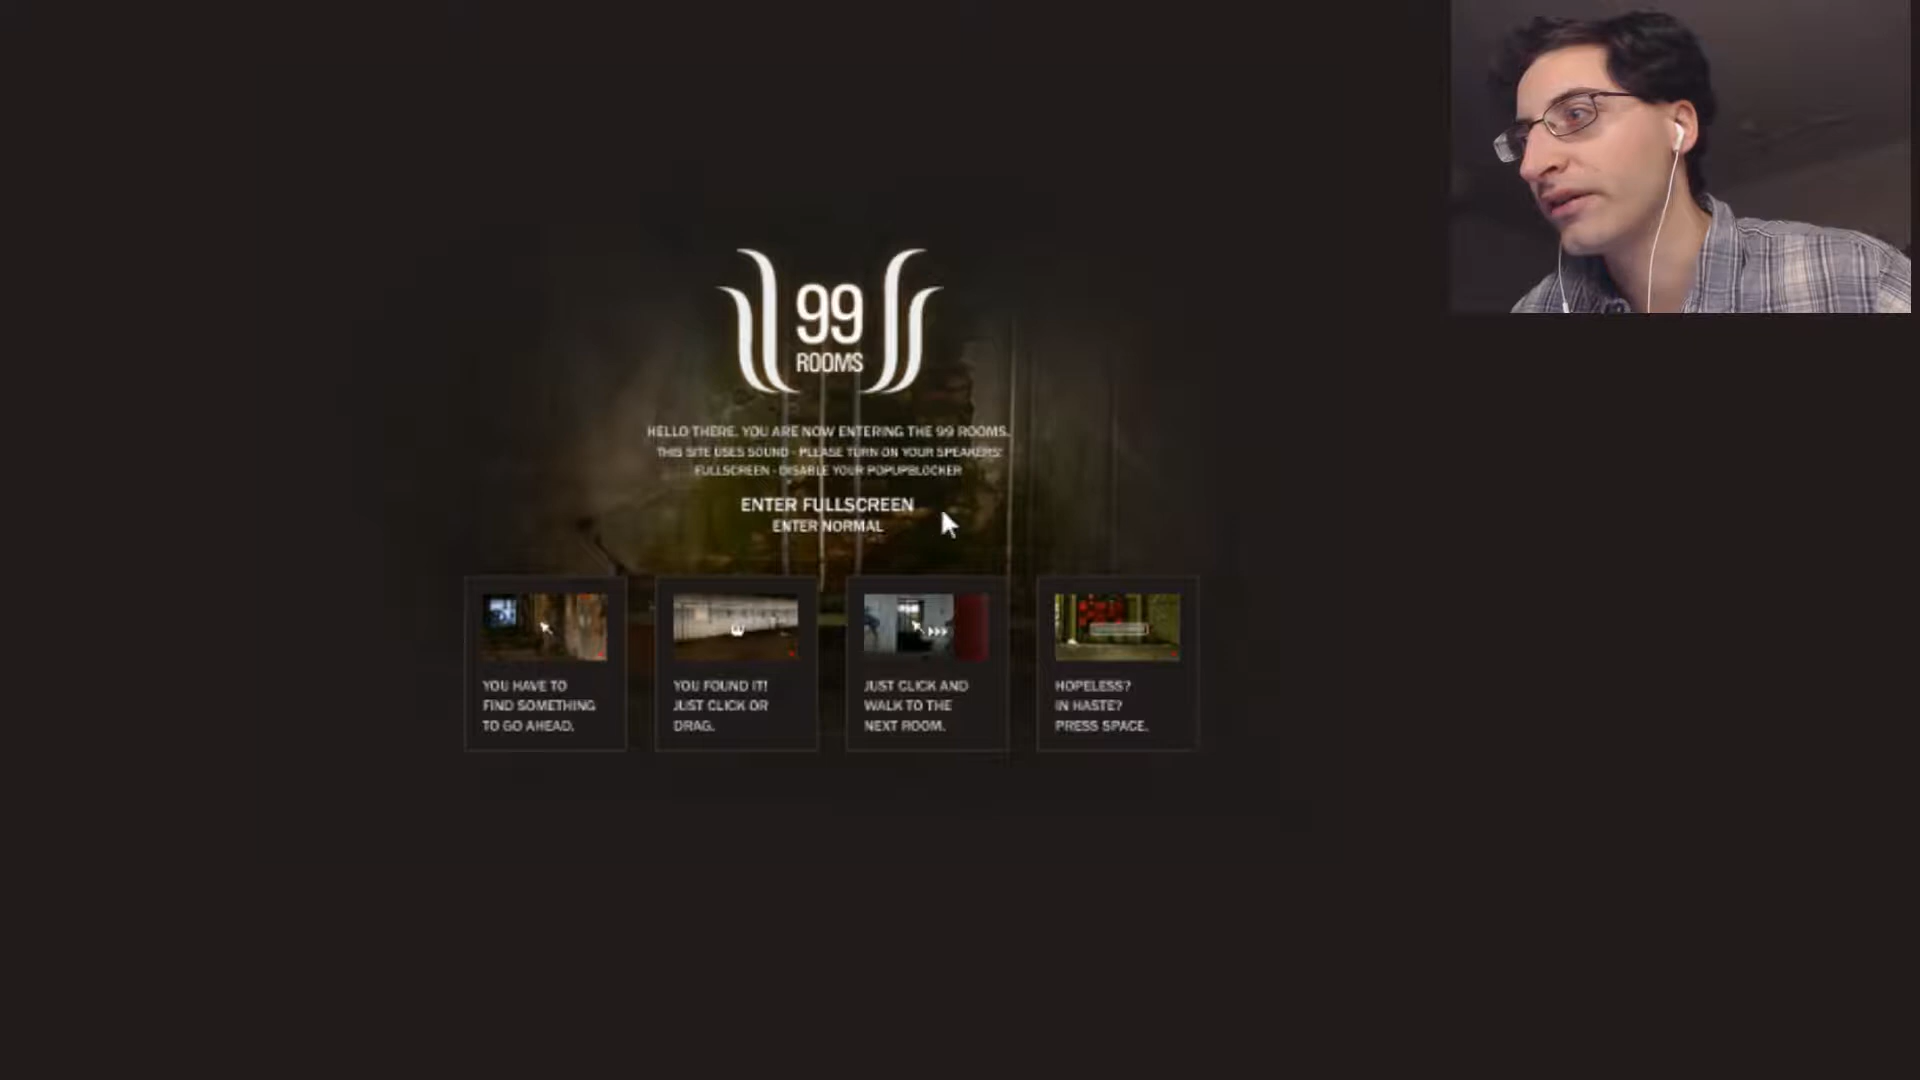 99
ROOMS
HELLO THERE. YOU ARE NOW ENTERING THE 99 ROOMS.
THIS SITE USES SOUND - PLEASE TURN ON YOUR SPEAKERS!
FULLSCREEN - DISABLE YOUR POPUPBLOCKER
ENTER FULLSCREEN
ENTER NORMAL
YOU HAVE TO
FIND SOMETHING
TO GO AHEAD.
YOU FOUND IT!
JUST CLICK OR
DRAG.
JUST CLICK AND
WALK TO THE
NEXT ROOM.
HOPELESS?
IN HASTE?
PRESS SPACE.